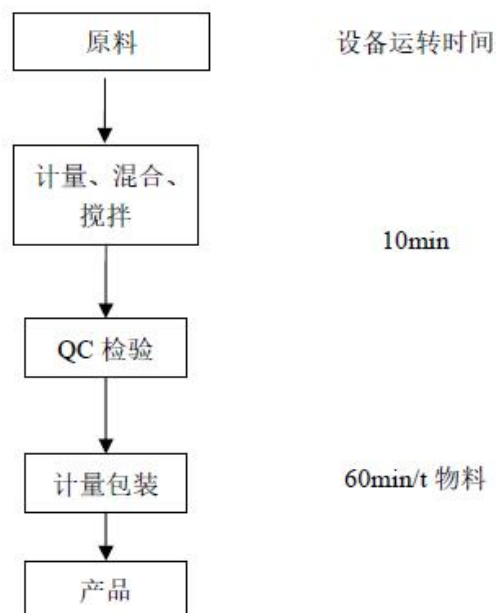 原料
设备运转时间
计量、混合、
搅拌
10min
QC 检验
计量包装
60min/t 物料
产品